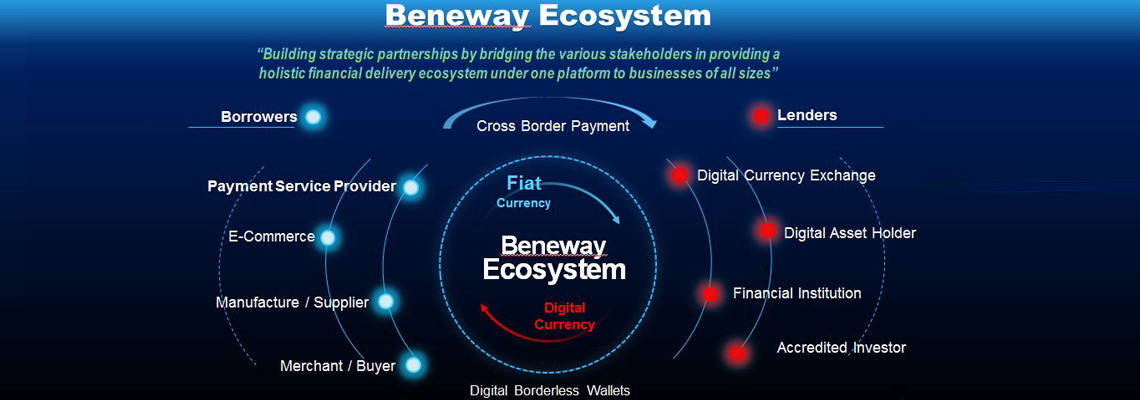 Beneway Ecosystem
“Building strategic partnerships by bridging the various stakeholders in providing a
holistic financial delivery ecosystem under one platform to businesses of all sizes”
Borrowers
Lenders
Cross Border Payment
Payment Service Provider
E-Commerce
Manufacture / Supplier
Merchant / Buyer
Fiat
Currency
Beneway
Ecosystem
Digital
Currency
Digital Currency Exchange
Digital Asset Holder
Financial Institution
Accredited Investor
Digital Borderless Wallets